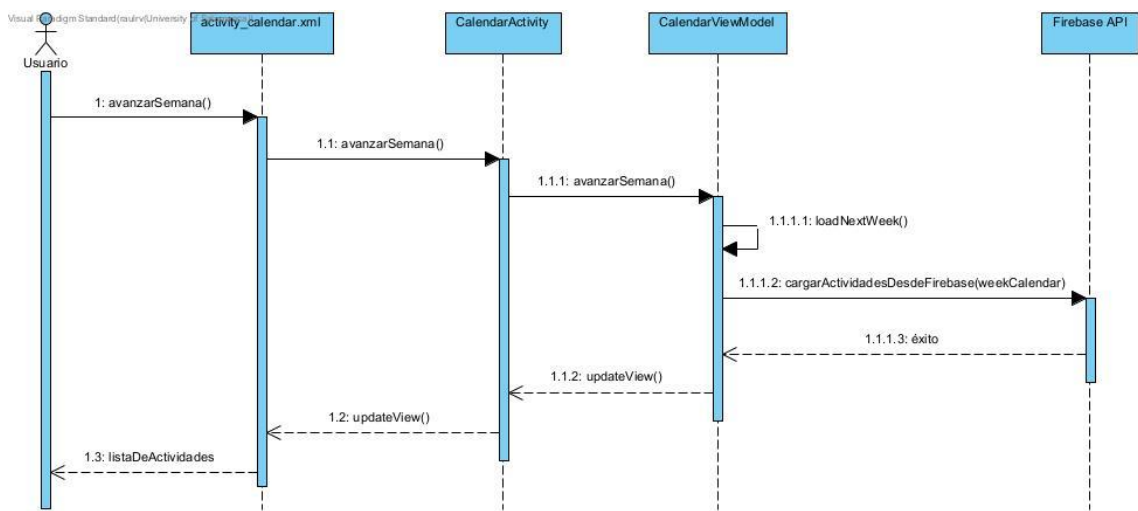 Visual Paradigm Standard(raulrv(University of
activity_calendar.xml
CalendarActivity
CalendarViewModel
Firebase API
Usuario
1: avanzarSemana()
1.1: avanzarSemana()
1.1.1: avanzarSemana()
1.1.1.1: loadNextWeek()
1.1.1.2: cargarActividadesDesdeFirebase(weekCalendar)
1.1.1.3: éxito
1.1.2: updateView()
1.2: updateView()
1.3: listaDeActividades